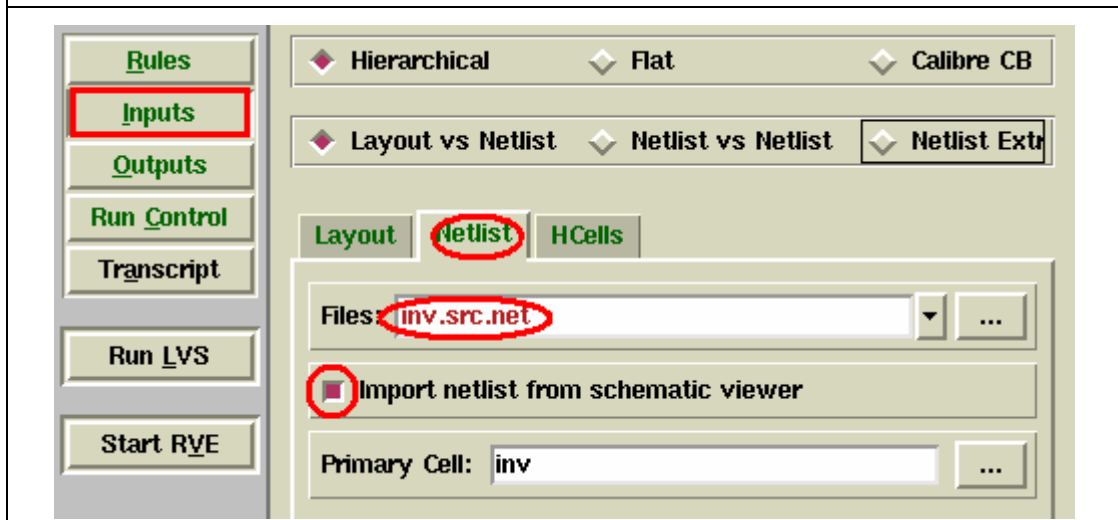 Rules
Inputs
Outputs
Run Control
Transcript
Run LVS
Start RVE
Hierarchical Flat Calibre CB
Layout vs Netlist Netlist vs Netlist Netlist Extr
Layout Netlist HCells
Files: inv.src.net ...
Import netlist from schematic viewer
Primary Cell: inv ...